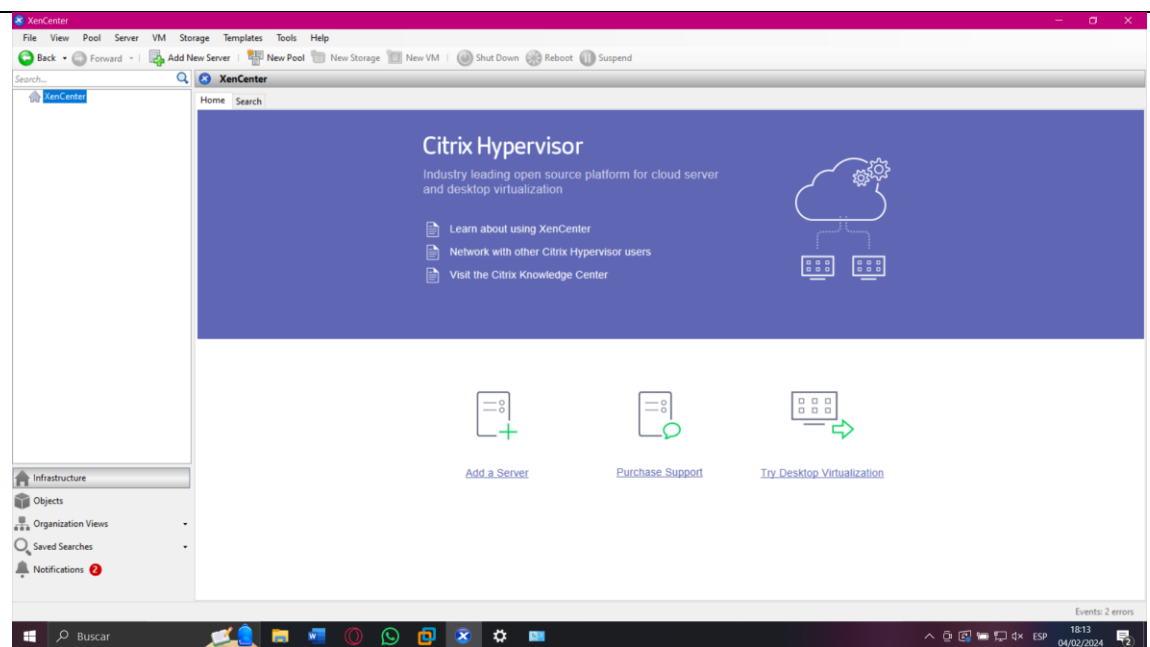 XenCenter
File View Pool Server VM Storage Templates Tools Help
Back Forward Add New Server New Pool New Storage New VM Shut Down Reboot Suspend
Search...
XenCenter
XenCenter
Home Search
Citrix Hypervisor
Industry leading open source platform for cloud server
and desktop virtualization
Learn about using XenCenter
Network with other Citrix Hypervisor users
Visit the Citrix Knowledge Center
Add a Server
Purchase Support
Try Desktop Virtualization
Infrastructure
Objects
Organization Views
Saved Searches
Notifications 2
Events: 2 errors
Buscar
ESP
18:13
04/02/2024
2